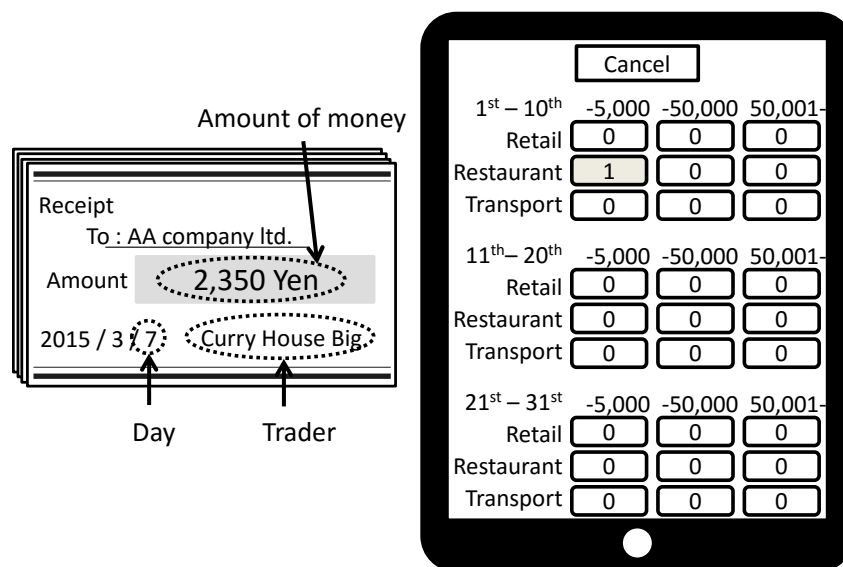 Amount of money
Receipt
To : AA company ltd.
Amount 2,350 Yen
2015 / 3 / 7 Curry House Big
Day Trader
Cancel
1st – 10th -5,000 -50,000 50,001-
Retail 0 0 0
Restaurant 1 0 0
Transport 0 0 0
11th– 20th -5,000 -50,000 50,001-
Retail 0 0 0
Restaurant 0 0 0
Transport 0 0 0
21st – 31st -5,000 -50,000 50,001-
Retail 0 0 0
Restaurant 0 0 0
Transport 0 0 0